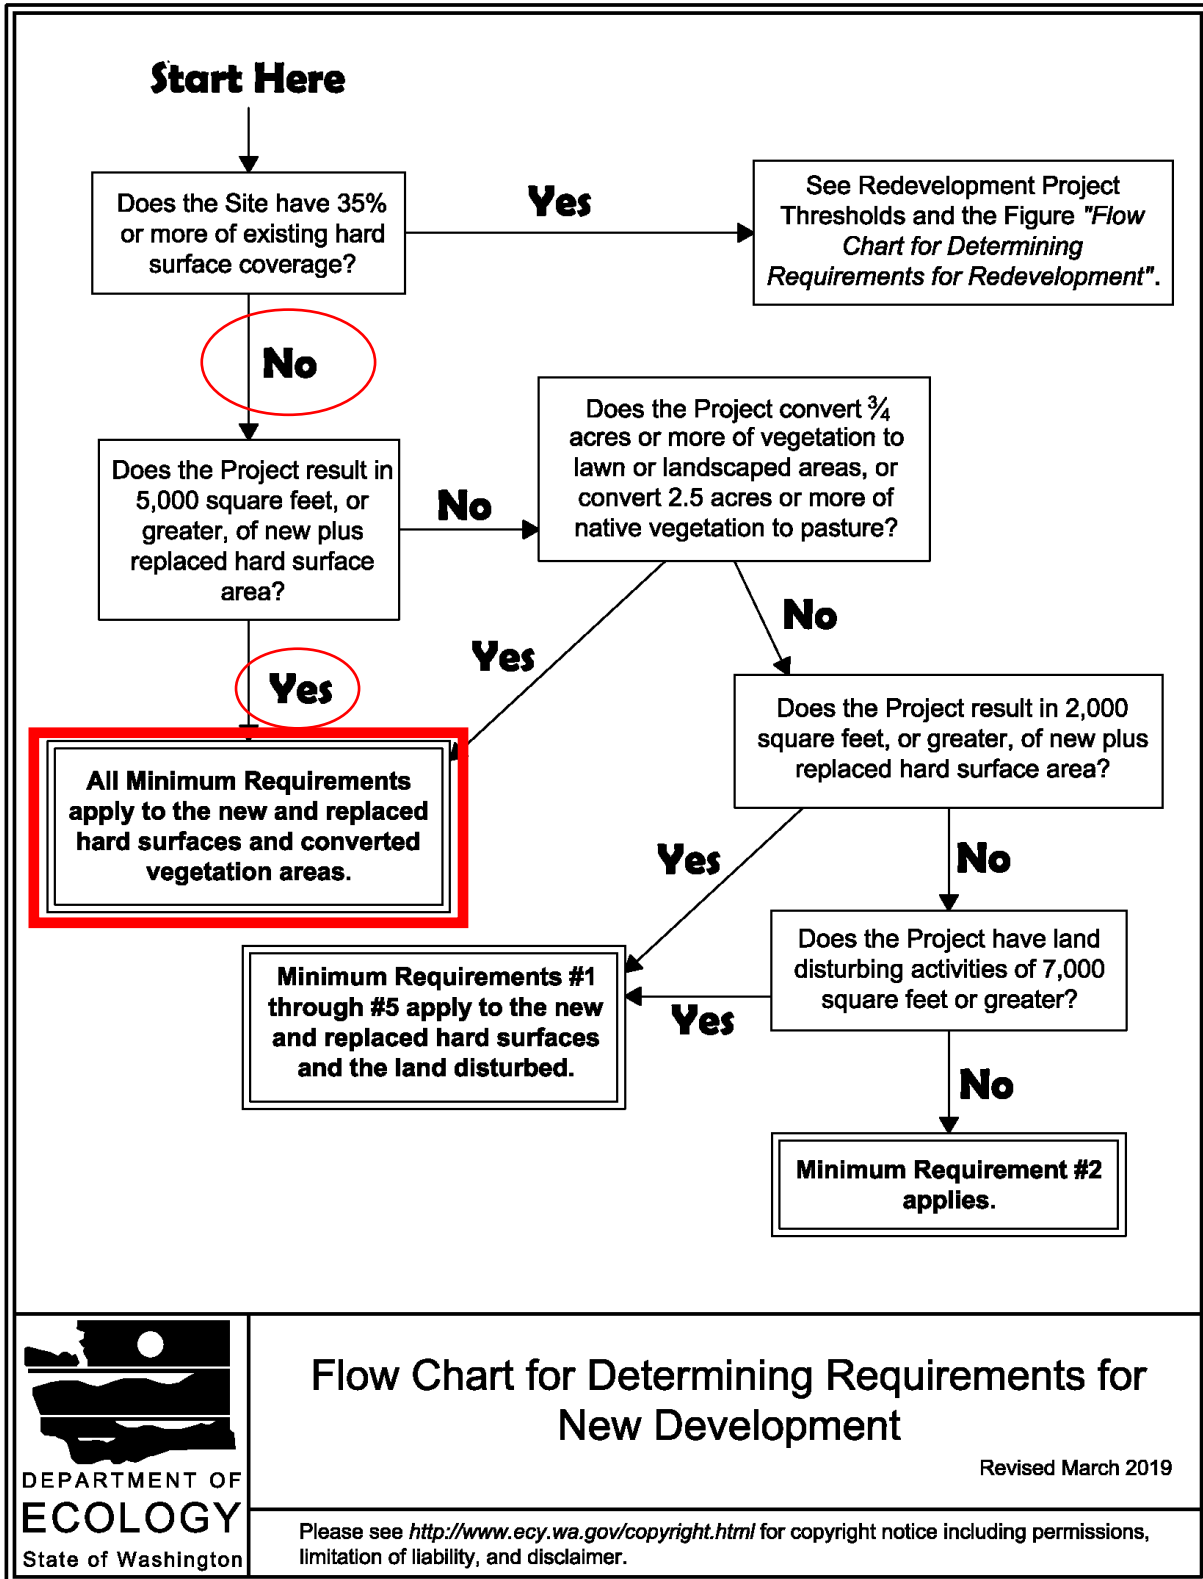 Start Here
Does the Site have 35%
or more of existing hard
surface coverage?
Yes
See Redevelopment Project
Thresholds and the Figure "Flow
Chart for Determining
Requirements for Redevelopment".
No
Does the Project result in
5,000 square feet, or
greater, of new plus
replaced hard surface
area?
No
Does the Project convert ¾
acres or more of vegetation to
lawn or landscaped areas, or
convert 2.5 acres or more of
native vegetation to pasture?
Yes
Yes
No
Does the Project result in 2,000
square feet, or greater, of new plus
replaced hard surface area?
All Minimum Requirements
apply to the new and replaced
hard surfaces and converted
vegetation areas.
Yes
No
Does the Project have land
disturbing activities of 7,000
square feet or greater?
Minimum Requirements #1
through #5 apply to the new
and replaced hard surfaces
and the land disturbed.
Yes
No
Minimum Requirement #2
applies.
DEPARTMENT OF
ECOLOGY
State of Washington
Flow Chart for Determining Requirements for
New Development
Revised March 2019
Please see http://www.ecy.wa.gov/copyright.html for copyright notice including permissions,
limitation of liability, and disclaimer.